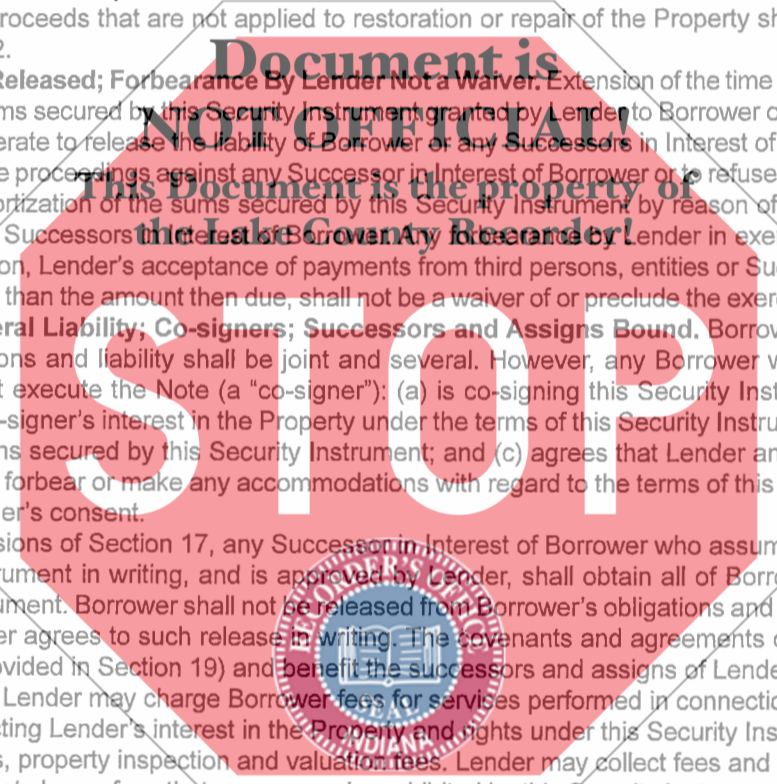 roceeds that are not applied to restoration or repair of the Property sh
2.
Document is
Released; Forbearance By Lender Not a Waiver. Extension of the time
ms secured by this Security Instrument granted by Lender to Borrower o
NOT OFFICIAL!
erate to release the liability of Borrower or any Successors in Interest of
e proceedings against any Successor in Interest of Borrower or to refuse
This Document is the property of
ortization of the sums secured by this Security Instrument by reason of
the Lake County Recorder!
Successors in Interest of Borrower. Any forbearance by Lender in exe
on, Lender's acceptance of payments from third persons, entities or Su
than the amount then due, shall not be a waiver of or preclude the exer
eral Liability; Co-signers; Successors and Assigns Bound. Borrow
ons and liability shall be joint and several. However, any Borrower w
t execute the Note (a “co-signer”): (a) is co-signing this Security Inst
-signer's interest in the Property under the terms of this Security Instru
STOP
ms secured by this Security Instrument; and (c) agrees that Lender an
forbear or make any accommodations with regard to the terms of this
er's consent.
sions of Section 17, any Successor in Interest of Borrower who assum
rument in writing, and is approved by Lender, shall obtain all of Borro
ument. Borrower shall not be released from Borrower's obligations and
er agrees to such release in writing. The covenants and agreements o
ovided in Section 19) and benefit the successors and assigns of Lende
RECORDER'S OFFICE
SEAL
INDIANA
Lender may charge Borrower fees for services performed in connectio
cting Lender's interest in the Property and rights under this Security Ins
s, property inspection and valuation fees. Lender may collect fees and